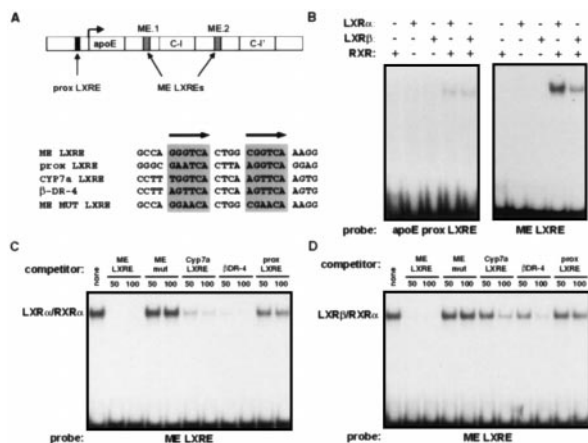 A
ME.1 ME.2
apoE C-I C-I'
prox LXRE ME LXREs
ME LXRE GCCA GGGTCA CTGG CGGTCA AAGG
prox LXRE GGGC GAATCA CTTA AGGTCA GGAG
CYP7a LXRE CCTT TGGTCA CTCA AGTTCA AGTG
β-DR-4 CCTT AGTTCA CTCA AGTTCA AGTG
ME MUT LXRE GCCA GGAACA CTGG CGAACA AAGG
B
LXRα: - + - + -
LXRβ: - - + - +
RXR: + - - + +
LXRα: - + - + -
LXRβ: - - + - +
RXR: + - - + +
probe: apoE prox LXRE ME LXRE
C
competitor: none ME LXRE ME mut Cyp7a LXRE βDR-4 prox LXRE
50 100 50 100 50 100 50 100 50 100
LXRα/RXRα
probe: ME LXRE
D
competitor: none ME LXRE ME mut Cyp7a LXRE βDR-4 prox LXRE
50 100 50 100 50 100 50 100 50 100
LXRβ/RXRα
probe: ME LXRE